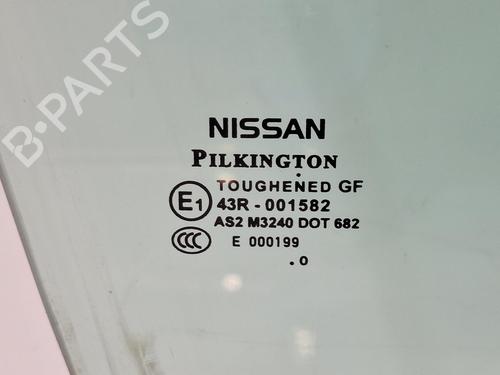 B-PARTS
NISSAN
PILKINGTON
TOUGHENED GF
E1 43R - 001582
AS2 M3240 DOT 682
CCC E 000199
. 0